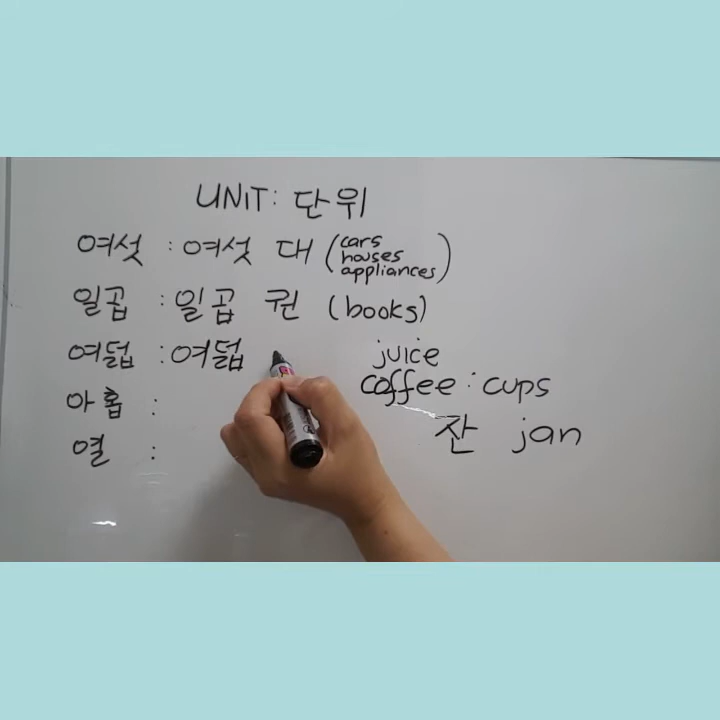 UNIT: 단위
여섯 : 여섯 대 (cars
houses
appliances)
일곱 : 일곱 권 (books)
여덟 : 여덟
juice
coffee : cups
잔 jan
아홉 :
열 :